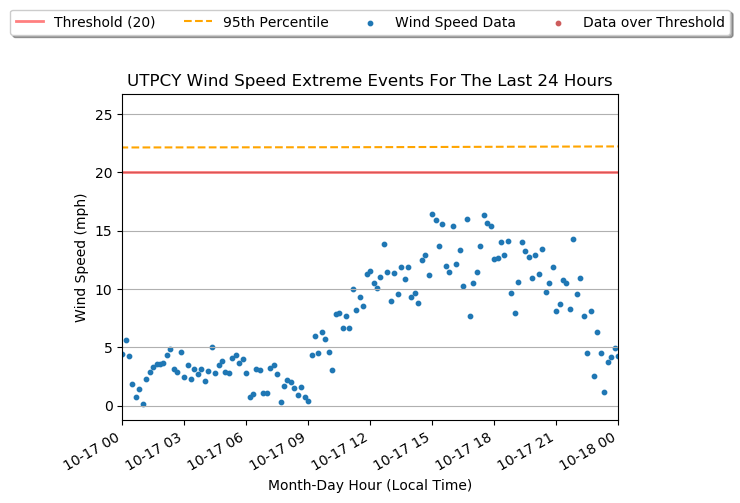 Threshold (20) 95th Percentile Wind Speed Data Data over Threshold
UTPCY Wind Speed Extreme Events For The Last 24 Hours
Wind Speed (mph)
25
20
15
10
5
0
10-17 00 10-17 03 10-17 06 10-17 09 10-17 12 10-17 15 10-17 18 10-17 21 10-18 00
Month-Day Hour (Local Time)